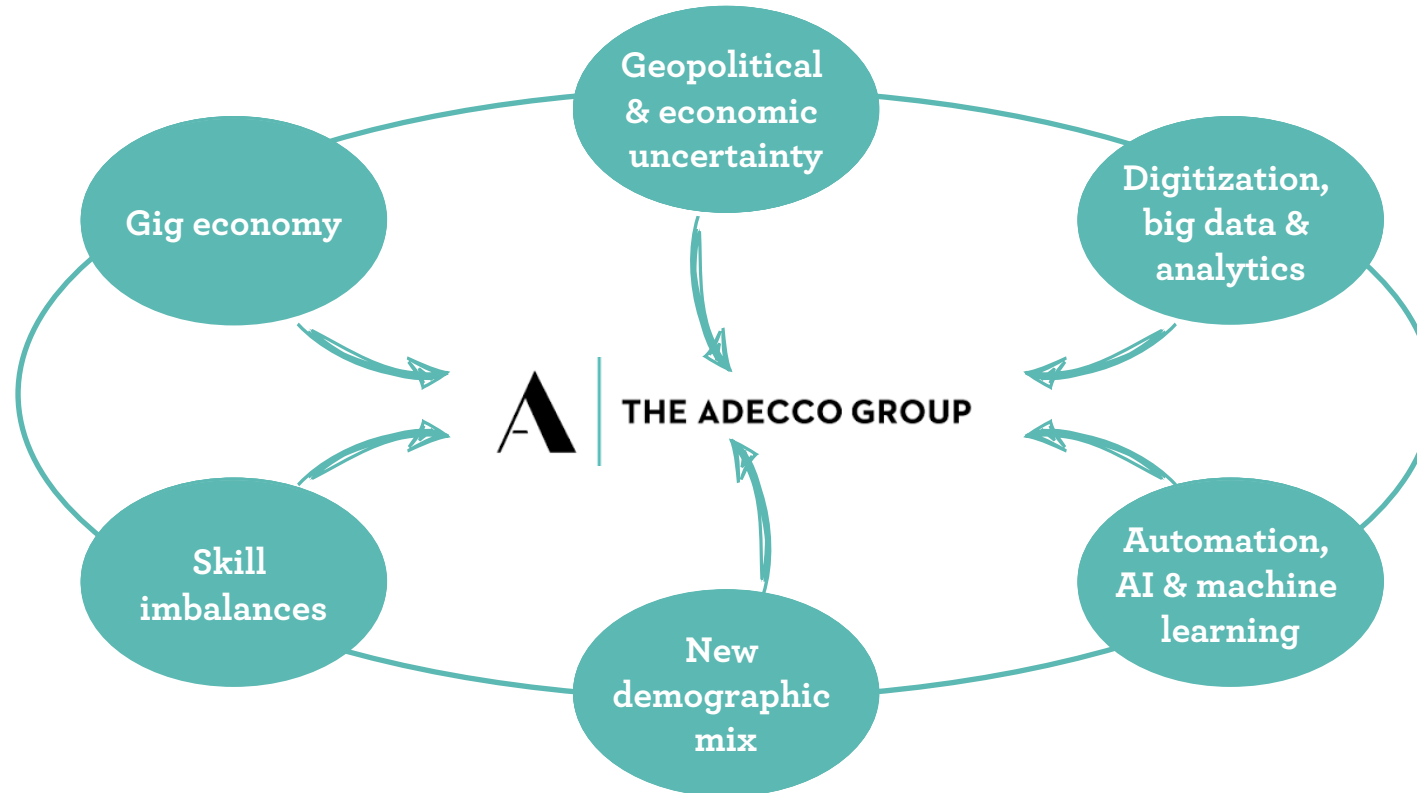 Geopolitical
& economic
uncertainty
Gig economy
Digitization,
big data &
analytics
THE ADECCO GROUP
Skill
imbalances
Automation,
AI & machine
learning
New
demographic
mix